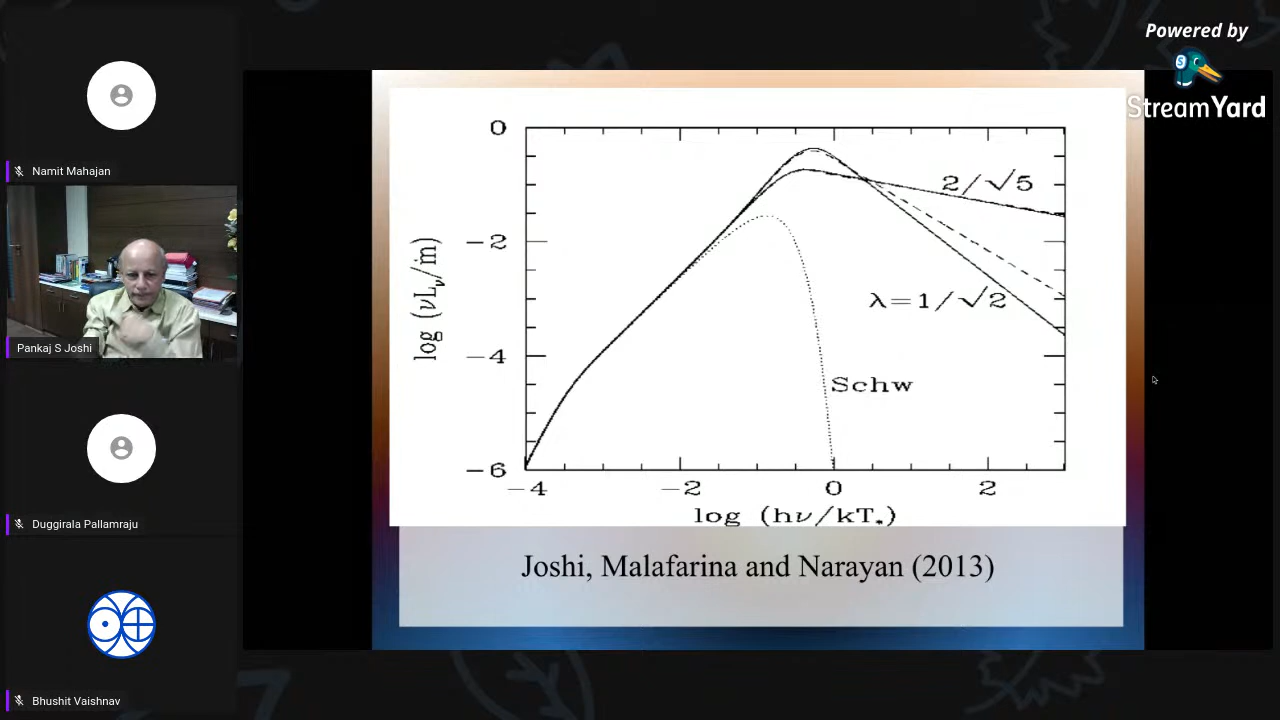 Powered by
StreamYard
Namit Mahajan
Pankaj S Joshi
Duggirala Pallamraju
Bhushit Vaishnav
0
−2
−4
−6
log (νLν/ṁ)
2/√5
λ=1/√2
Schw
−4
−2
0
2
log (hν/kT*)
Joshi, Malafarina and Narayan (2013)